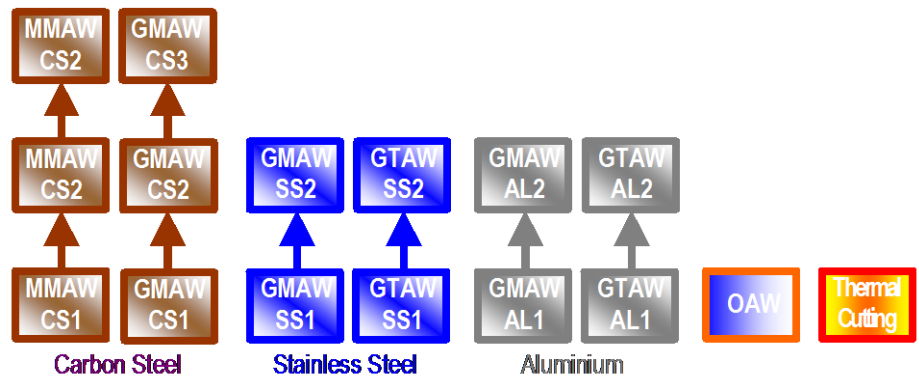 MMAW
CS2
GMAW
CS3
MMAW
CS2
GMAW
CS2
GMAW
SS2
GTAW
SS2
GMAW
AL2
GTAW
AL2
MMAW
CS1
GMAW
CS1
GMAW
SS1
GTAW
SS1
GMAW
AL1
GTAW
AL1
OAW
Thermal
Cutting
Carbon Steel
Stainless Steel
Aluminium